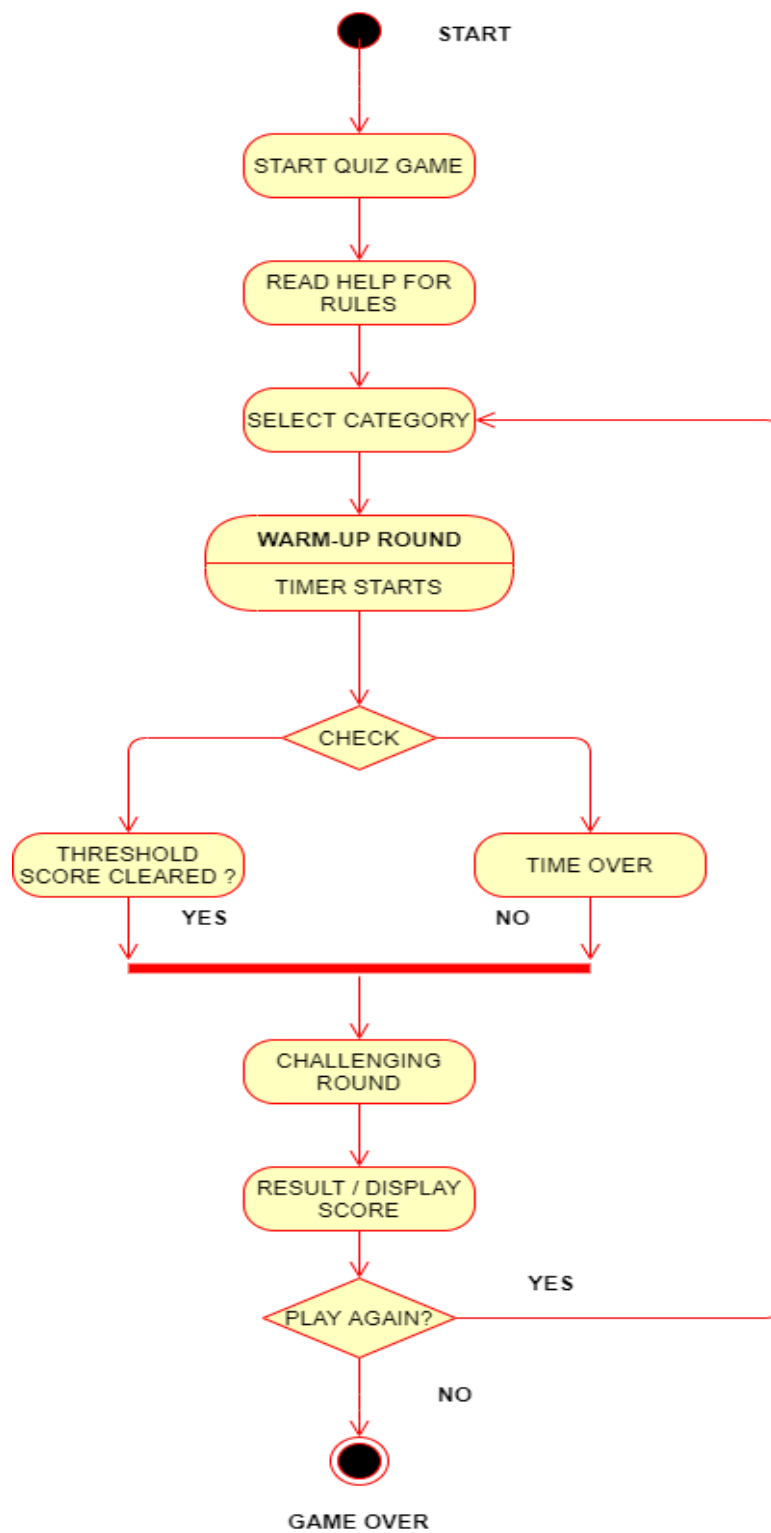 START
START QUIZ GAME
READ HELP FOR
RULES
SELECT CATEGORY
WARM-UP ROUND
TIMER STARTS
CHECK
THRESHOLD
SCORE CLEARED ?
TIME OVER
YES
NO
CHALLENGING
ROUND
RESULT / DISPLAY
SCORE
YES
PLAY AGAIN?
NO
GAME OVER